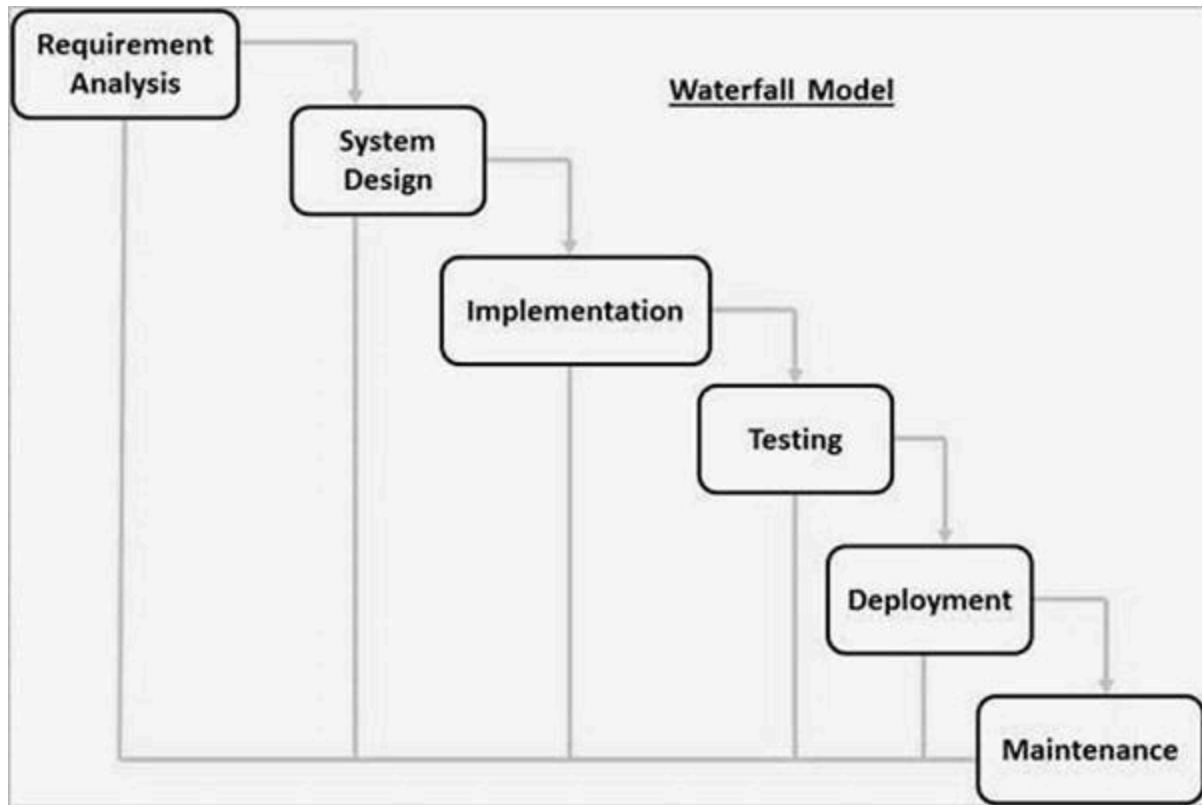 Requirement
Analysis
Waterfall Model
System
Design
Implementation
Testing
Deployment
Maintenance